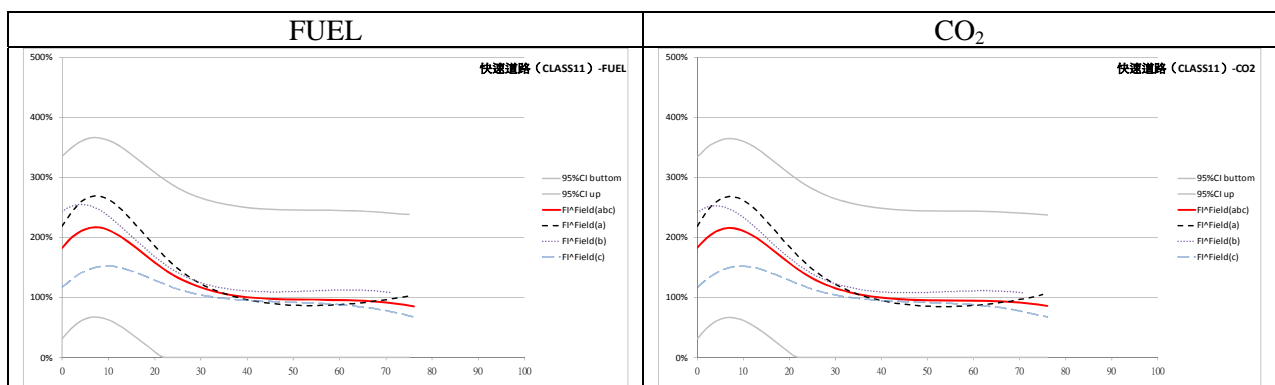 FUEL
CO₂
快速道路（CLASS11）-FUEL
500%
400%
300%
200%
100%
0%
0 10 20 30 40 50 60 70 80 90 100
95%CI buttom
95%CI up
FI^Field(abc)
FI^Field(a)
FI^Field(b)
FI^Field(c)
快速道路（CLASS11）-CO2
500%
400%
300%
200%
100%
0%
0 10 20 30 40 50 60 70 80 90 100
95%CI buttom
95%CI up
FI^Field(abc)
FI^Field(a)
FI^Field(b)
FI^Field(c)